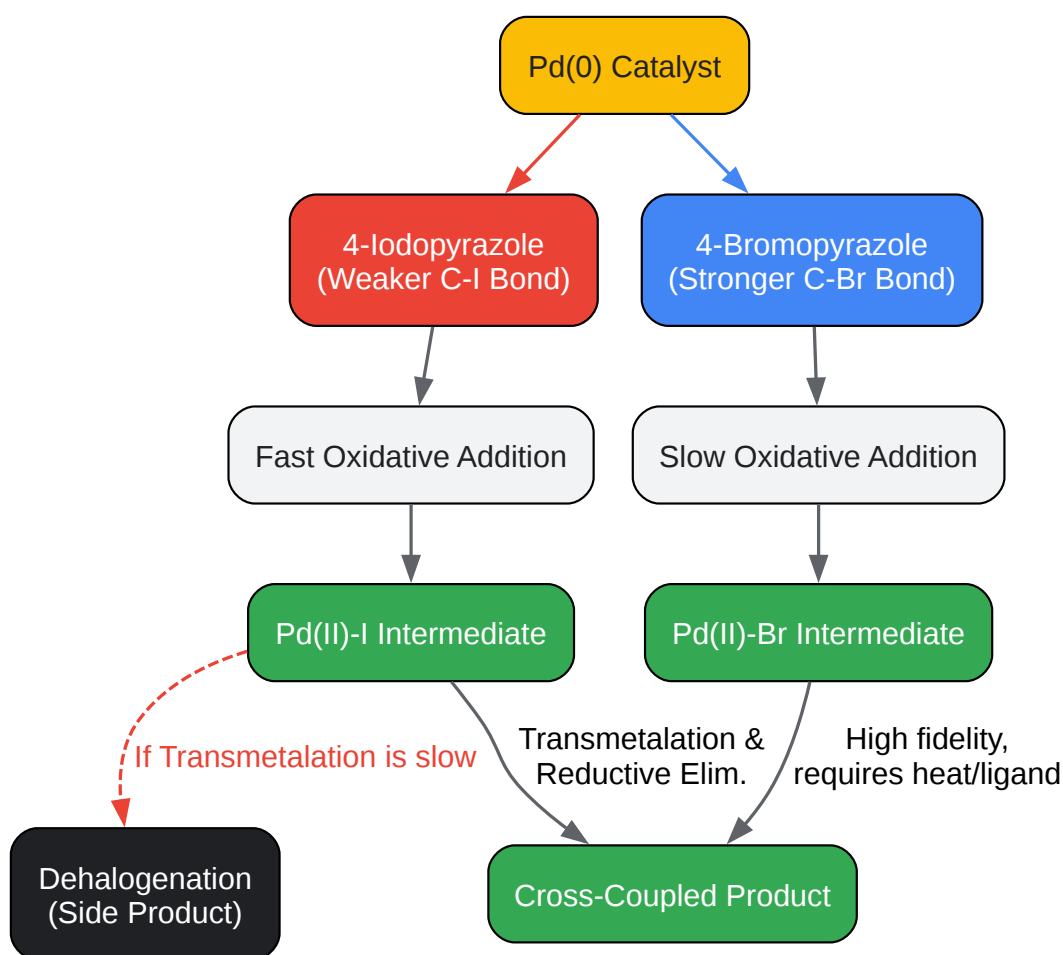 Pd(0) Catalyst
4-Iodopyrazole
(Weaker C-I Bond)
4-Bromopyrazole
(Stronger C-Br Bond)
Fast Oxidative Addition
Slow Oxidative Addition
Pd(II)-I Intermediate
Pd(II)-Br Intermediate
If Transmetalation is slow
Transmetalation &
Reductive Elim.
High fidelity,
requires heat/ligand
Dehalogenation
(Side Product)
Cross-Coupled Product